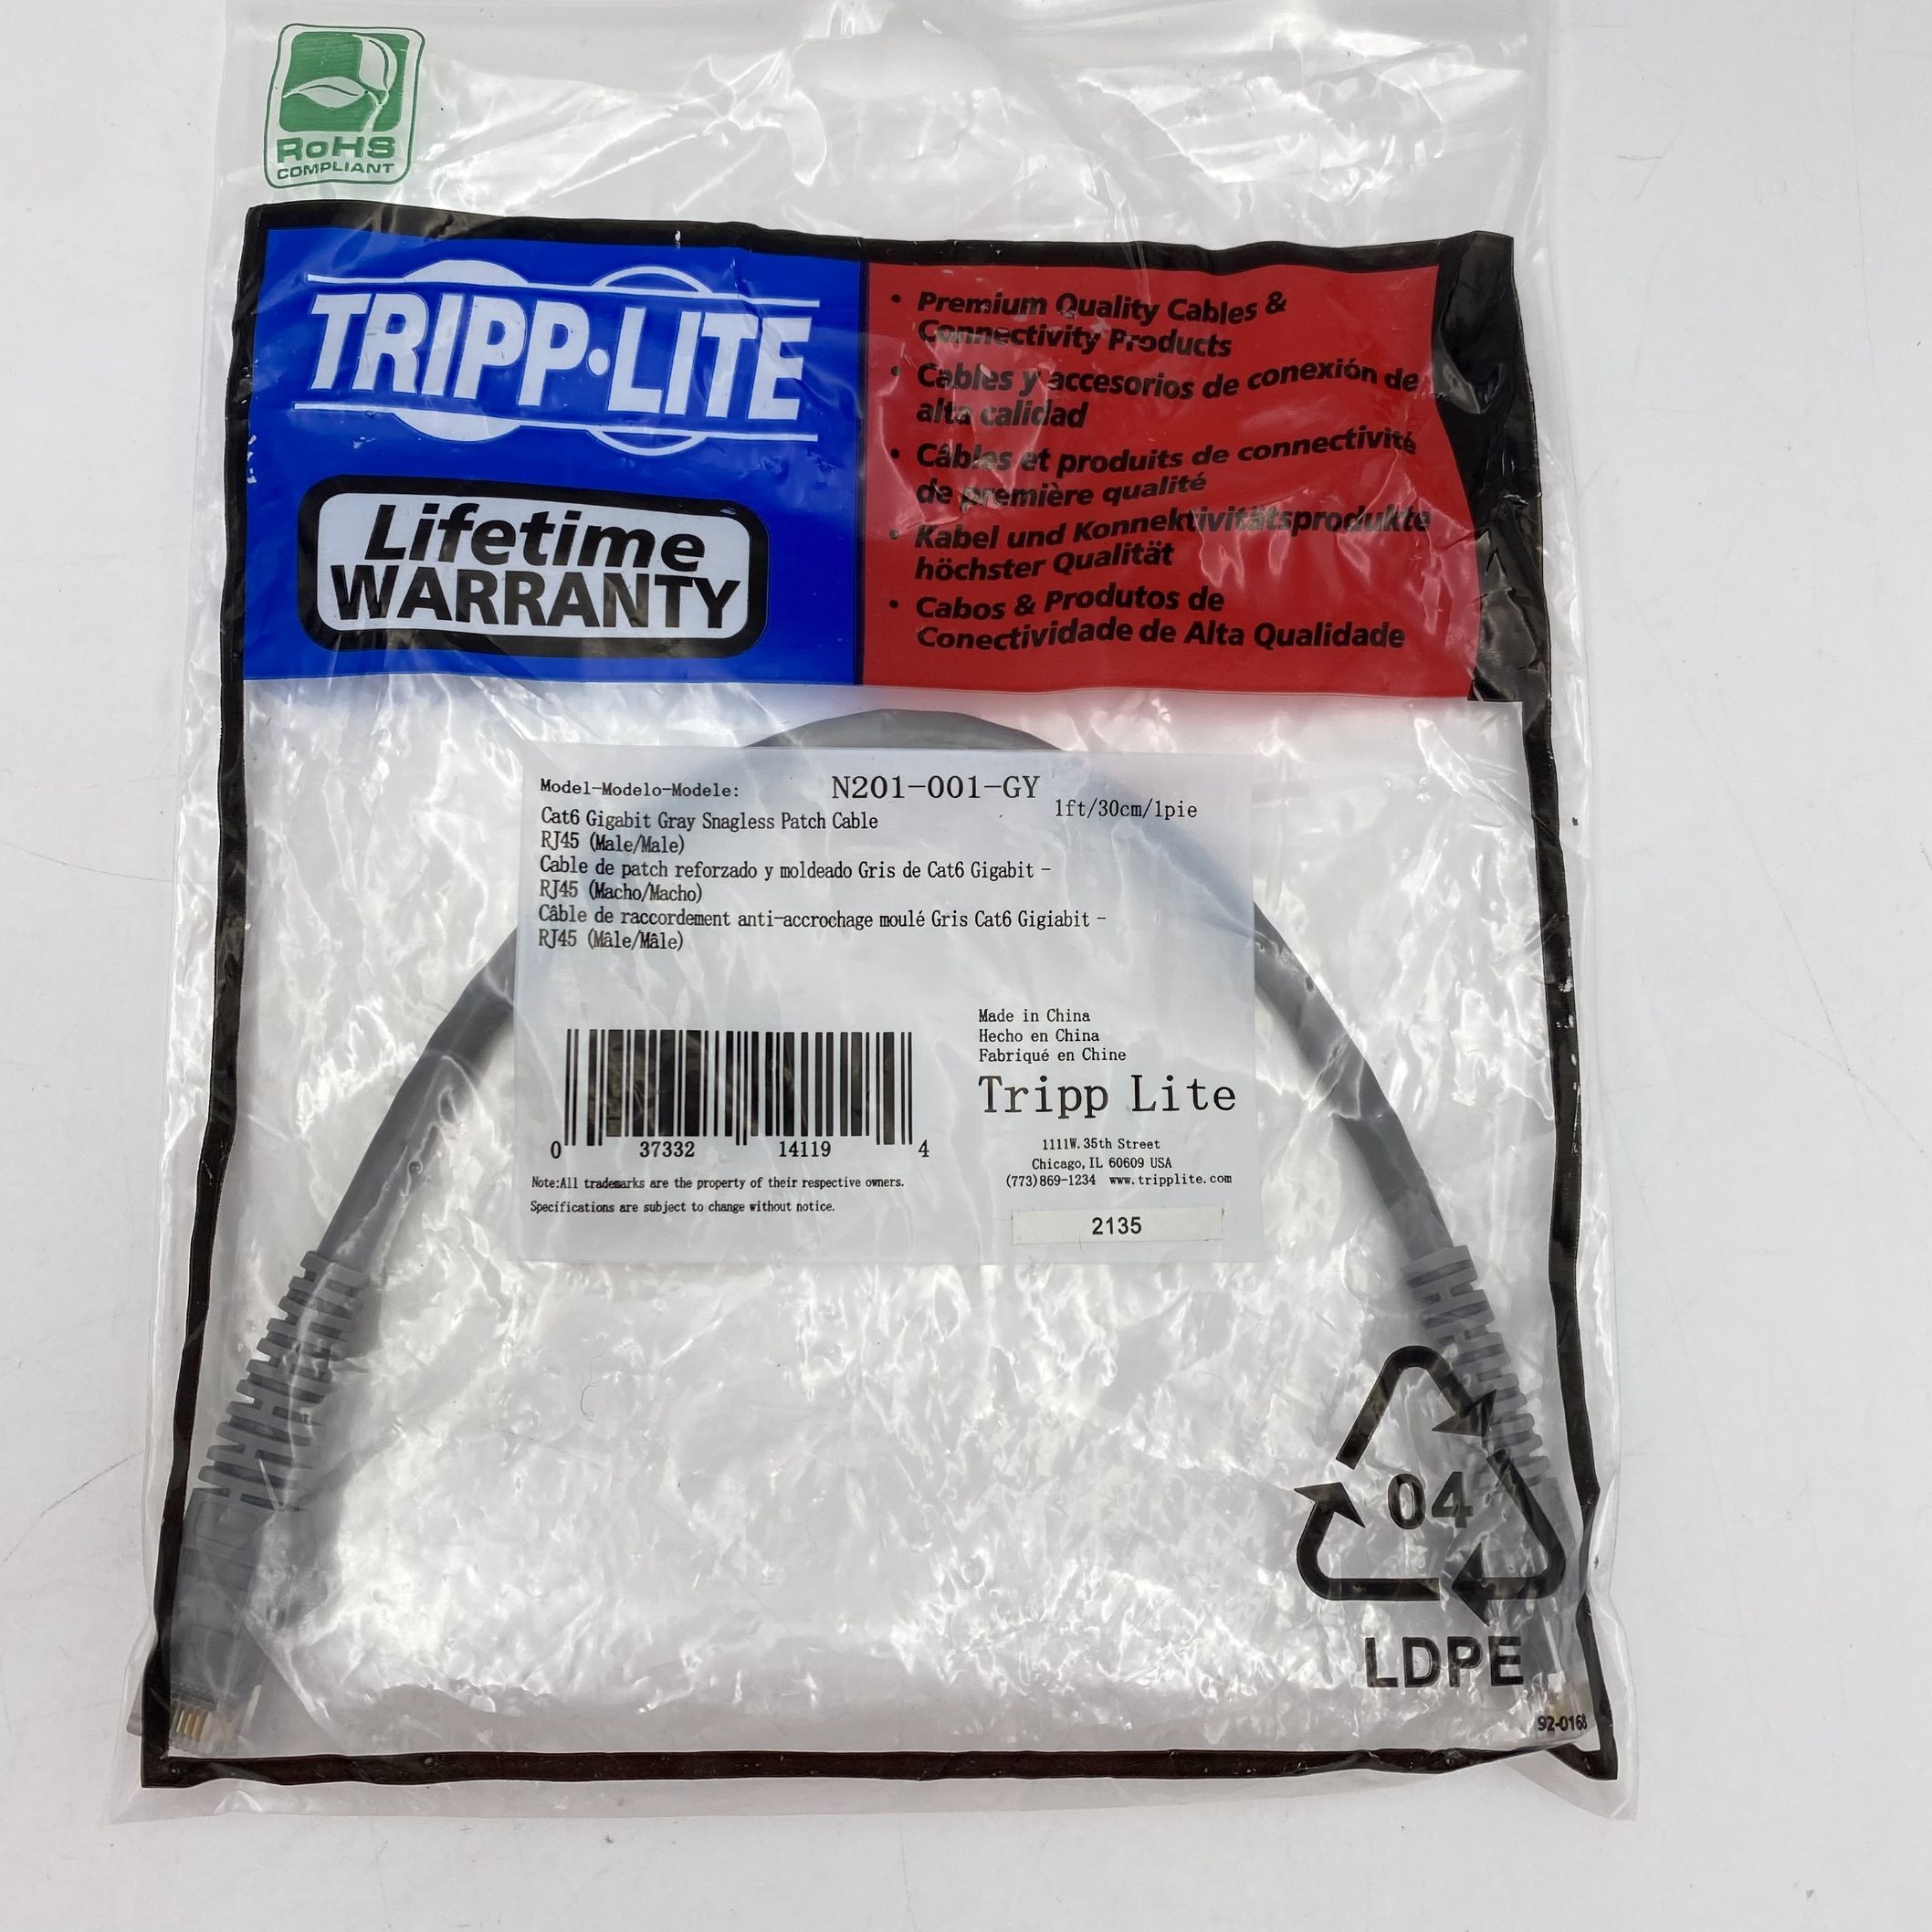 RoHS
COMPLIANT
TRIPP·LITE
Lifetime
WARRANTY
• Premium Quality Cables &
Connectivity Products
• Cables y accesorios de conexión de
alta calidad
• Câbles et produits de connectivité
de première qualité
• Kabel und Konnektivitätsprodukte
höchster Qualität
• Cabos & Produtos de
Conectividade de Alta Qualidade
Model-Modelo-Modele: N201-001-GY
1ft/30cm/1pie
Cat6 Gigabit Gray Snagless Patch Cable
RJ45 (Male/Male)
Cable de patch reforzado y moldeado Gris de Cat6 Gigabit -
RJ45 (Macho/Macho)
Câble de raccordement anti-accrochage moulé Gris Cat6 Gigiabit -
RJ45 (Mâle/Mâle)
0 37332 14119 4
Note:All trademarks are the property of their respective owners.
Specifications are subject to change without notice.
Made in China
Hecho en China
Fabriqué en Chine
Tripp Lite
1111W. 35th Street
Chicago, IL 60609 USA
(773)869-1234 www.tripplite.com
2135
04
LDPE
92-0168